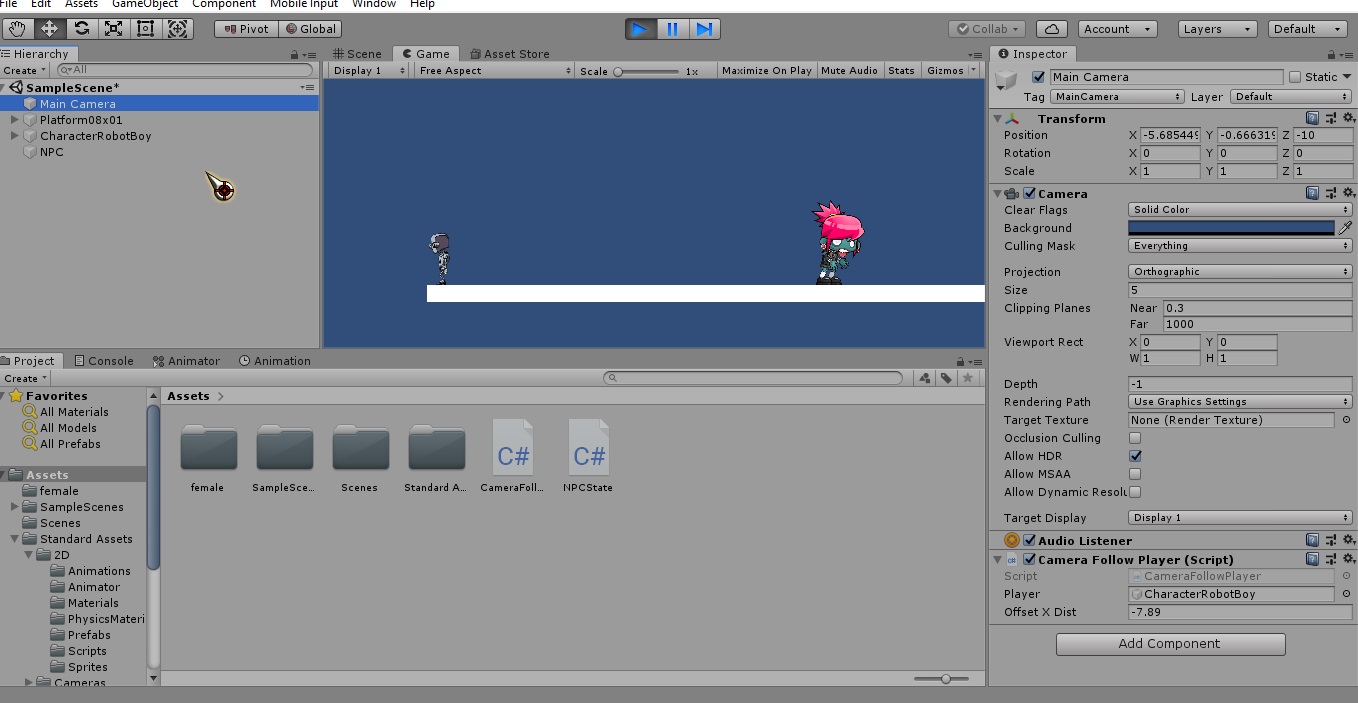 File Edit Assets GameObject Component Mobile Input Window Help
Pivot Global Collab Account Layers Default
Hierarchy
Create All
SampleScene*
Main Camera
Platform08x01
CharacterRobotBoy
NPC
Scene Game Asset Store
Display 1 Free Aspect Scale 1x Maximize On Play Mute Audio Stats Gizmos
Inspector
Main Camera Static
Tag MainCamera Layer Default
Transform
Position X -5.685449 Y -0.666319 Z -10
Rotation X 0 Y 0 Z 0
Scale X 1 Y 1 Z 1
Camera
Clear Flags Solid Color
Background
Culling Mask Everything
Projection Orthographic
Size 5
Clipping Planes Near 0.3
Far 1000
Viewport Rect X 0 Y 0
W 1 H 1
Depth -1
Rendering Path Use Graphics Settings
Target Texture None (Render Texture)
Occlusion Culling
Allow HDR
Allow MSAA
Allow Dynamic Resolu
Target Display Display 1
Audio Listener
Camera Follow Player (Script)
Script CameraFollowPlayer
Player CharacterRobotBoy
Offset X Dist -7.89
Add Component
Project Console Animator Animation
Create
Favorites
All Materials
All Models
All Prefabs
Assets
female
SampleScenes
Scenes
Standard Assets
2D
Animations
Animator
Materials
PhysicsMateri
Prefabs
Scripts
Sprites
Cameras
Assets
C# C#
female SampleSce... Scenes Standard A... CameraFoll... NPCState